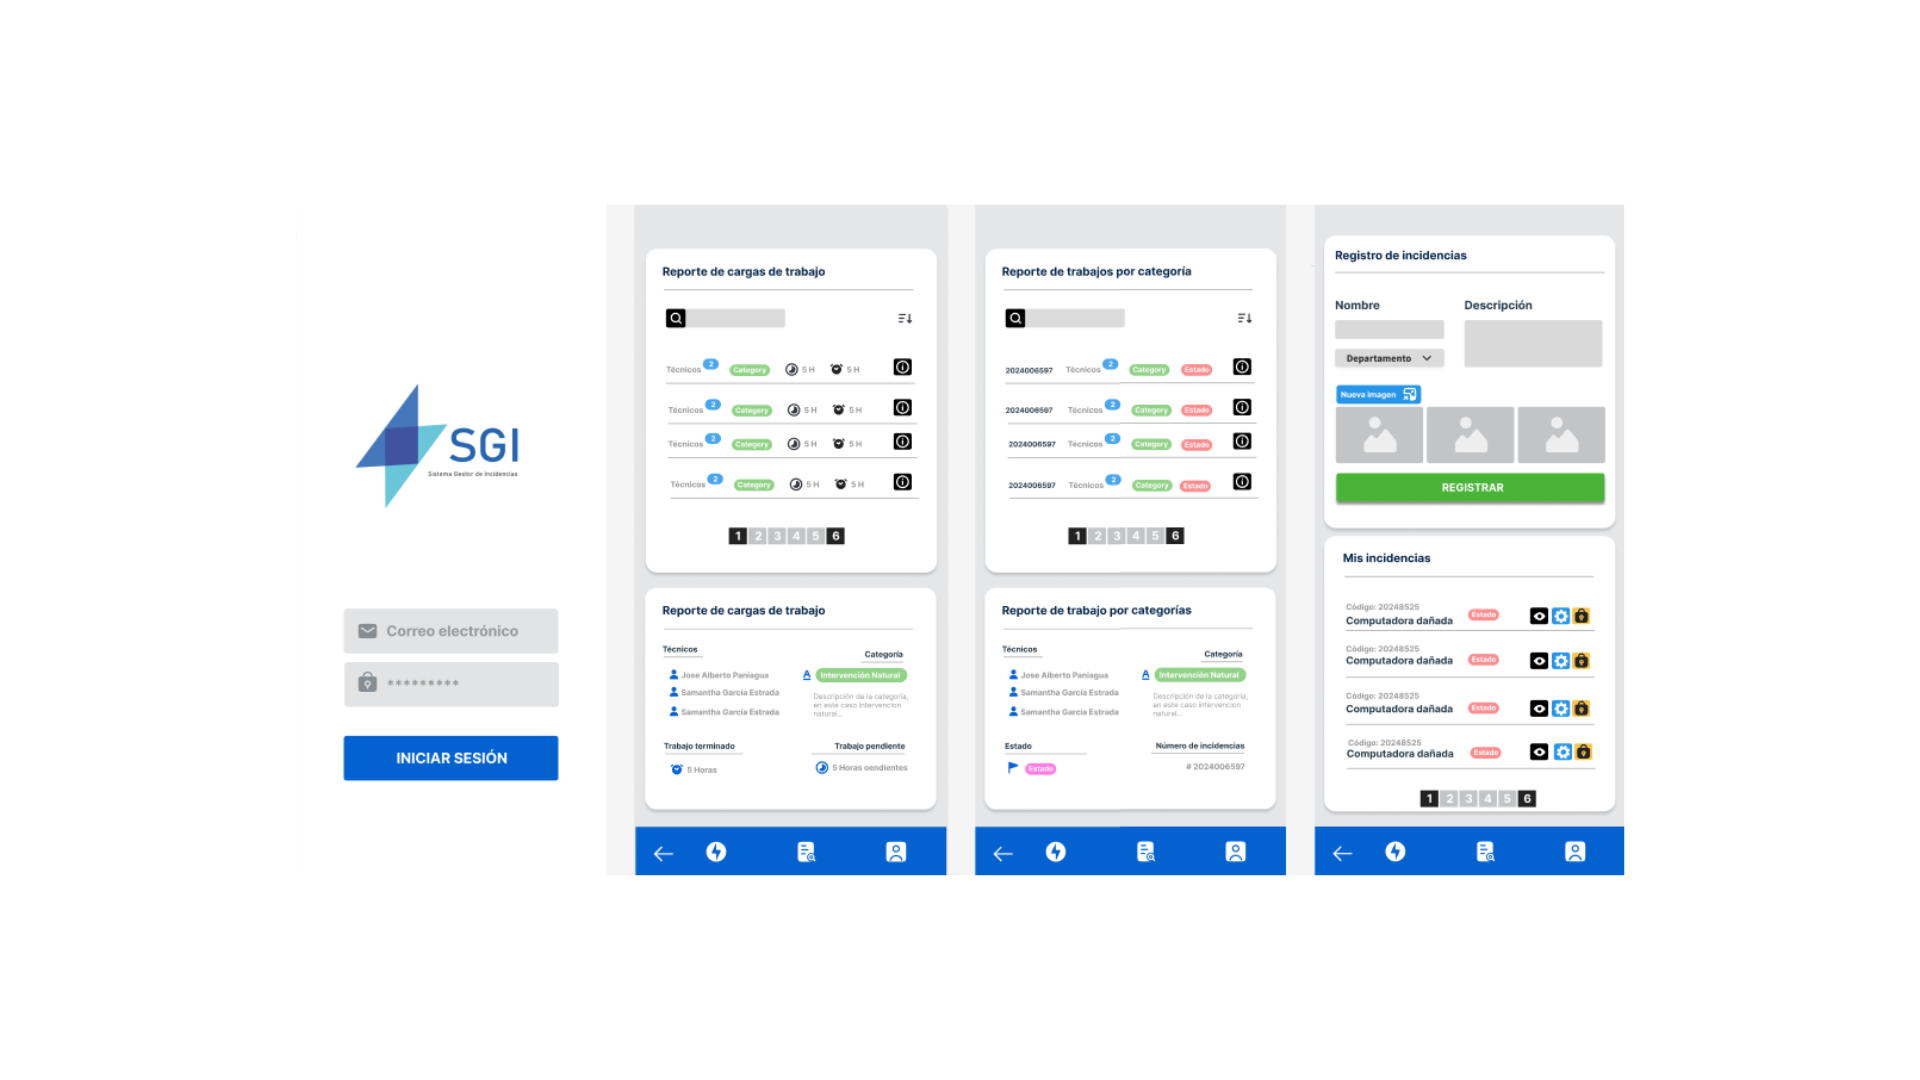 SGI
Sistema Gestor de Incidencias
Correo electrónico
*********
INICIAR SESIÓN
Reporte de cargas de trabajo
Técnicos 2 Category 5 H 5 H
Técnicos 2 Category 5 H 5 H
Técnicos 2 Category 5 H 5 H
Técnicos 2 Category 5 H 5 H
1 2 3 4 5 6
Reporte de cargas de trabajo
Técnicos
Categoría
Jose Alberto Paniagua
Intervención Natural
Samantha García Estrada
Descripción de la categoría,
en este caso intervencion
natural...
Samantha García Estrada
Trabajo terminado
Trabajo pendiente
5 Horas
5 Horas oendientes
Reporte de trabajos por categoría
2024006597 Técnicos 2 Category Estado
2024006597 Técnicos 2 Category Estado
2024006597 Técnicos 2 Category Estado
2024006597 Técnicos 2 Category Estado
1 2 3 4 5 6
Reporte de trabajo por categorías
Técnicos
Categoría
Jose Alberto Paniagua
Intervención Natural
Samantha García Estrada
Descripción de la categoría,
en este caso intervencion
natural...
Samantha García Estrada
Estado
Número de incidencias
Estado
# 2024006597
Registro de incidencias
Nombre
Descripción
Departamento
Nueva imagen
REGISTRAR
Mis incidencias
Código: 20248525
Computadora dañada Estado
Código: 20248525
Computadora dañada Estado
Código: 20248525
Computadora dañada Estado
Código: 20248525
Computadora dañada Estado
1 2 3 4 5 6